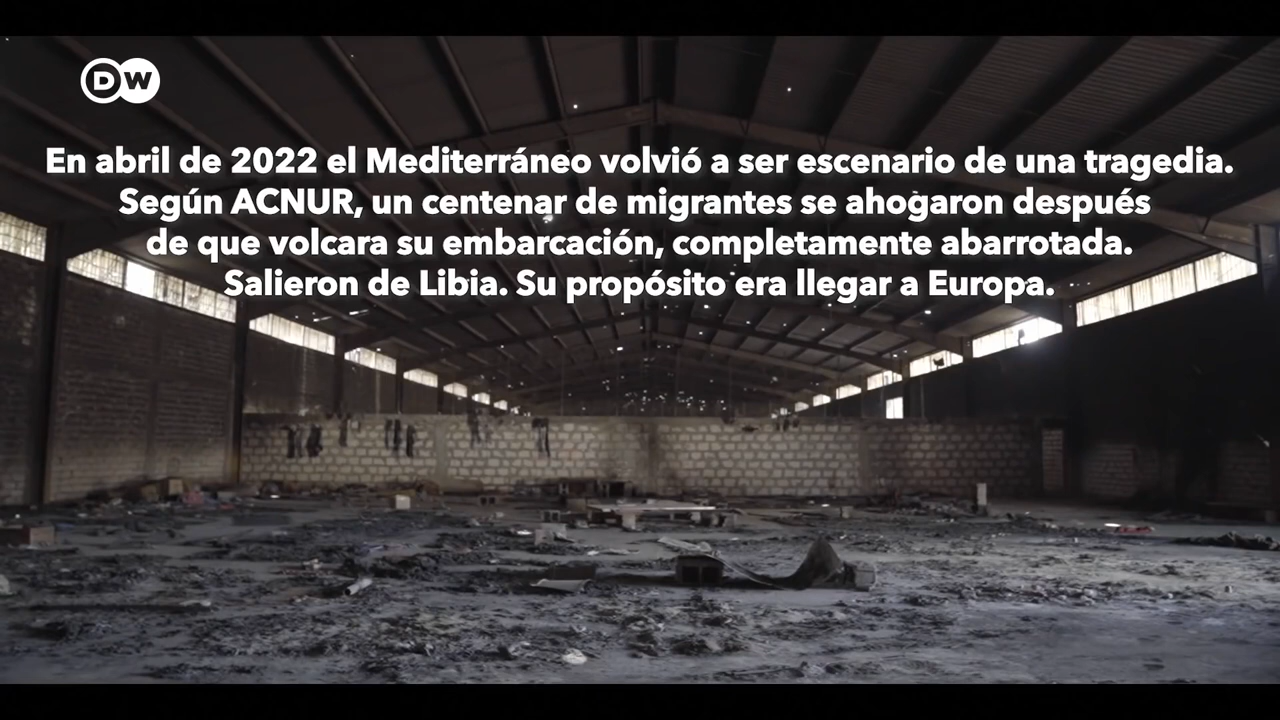 DW
En abril de 2022 el Mediterráneo volvió a ser escenario de una tragedia.
Según ACNUR, un centenar de migrantes se ahogaron después
de que volcara su embarcación, completamente abarrotada.
Salieron de Libia. Su propósito era llegar a Europa.